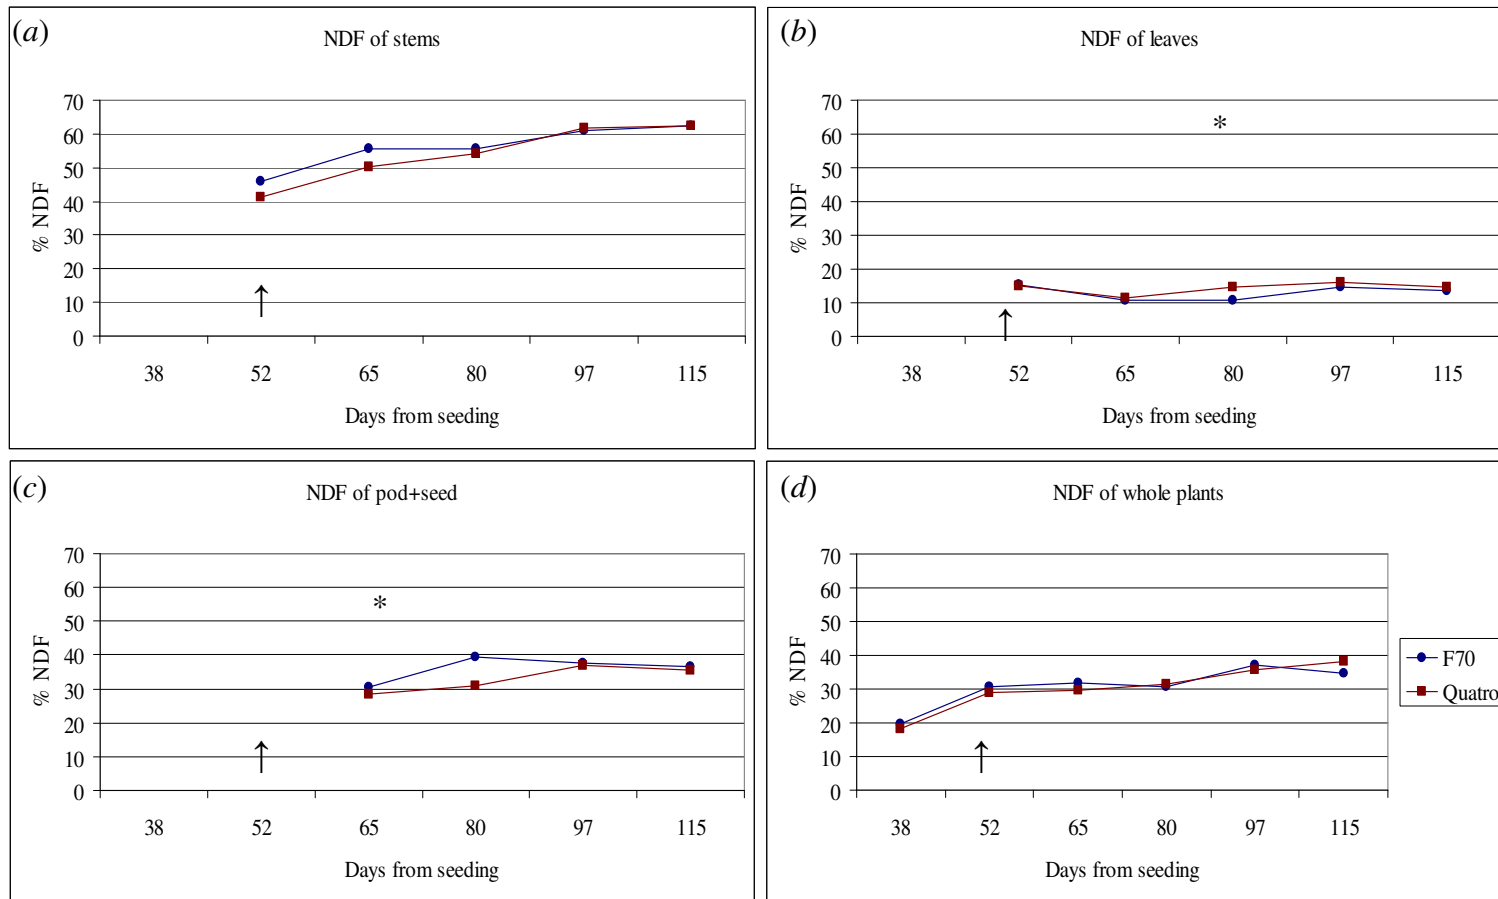 (a)
NDF of stems
% NDF
70
60
50
40
30
20
10
0
38 52 65 80 97 115
Days from seeding
(b)
NDF of leaves
% NDF
70
60
50
40
30
20
10
0
*
38 52 65 80 97 115
Days from seeding
(c)
NDF of pod+seed
% NDF
70
60
50
40
30
20
10
0
*
38 52 65 80 97 115
Days from seeding
(d)
NDF of whole plants
% NDF
70
60
50
40
30
20
10
0
38 52 65 80 97 115
Days from seeding
F70
Quatro